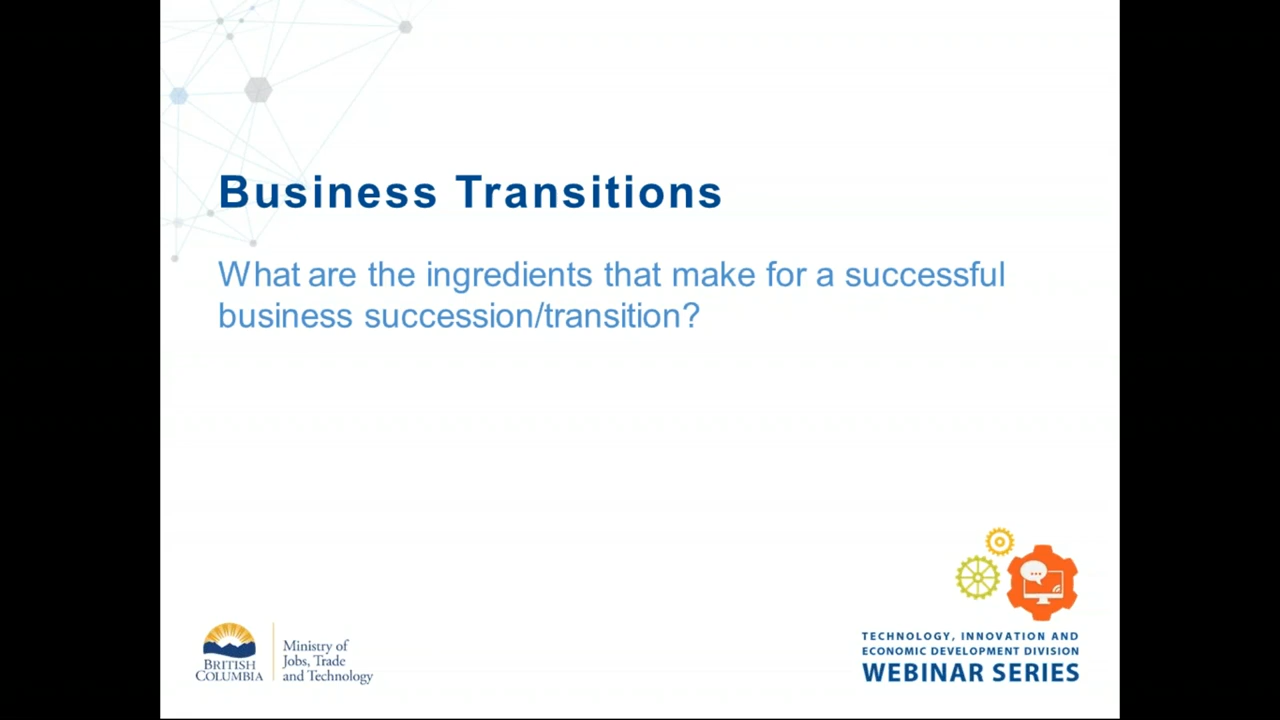 Business Transitions
What are the ingredients that make for a successful
business succession/transition?
BRITISH
COLUMBIA
Ministry of
Jobs, Trade
and Technology
TECHNOLOGY, INNOVATION AND
ECONOMIC DEVELOPMENT DIVISION
WEBINAR SERIES